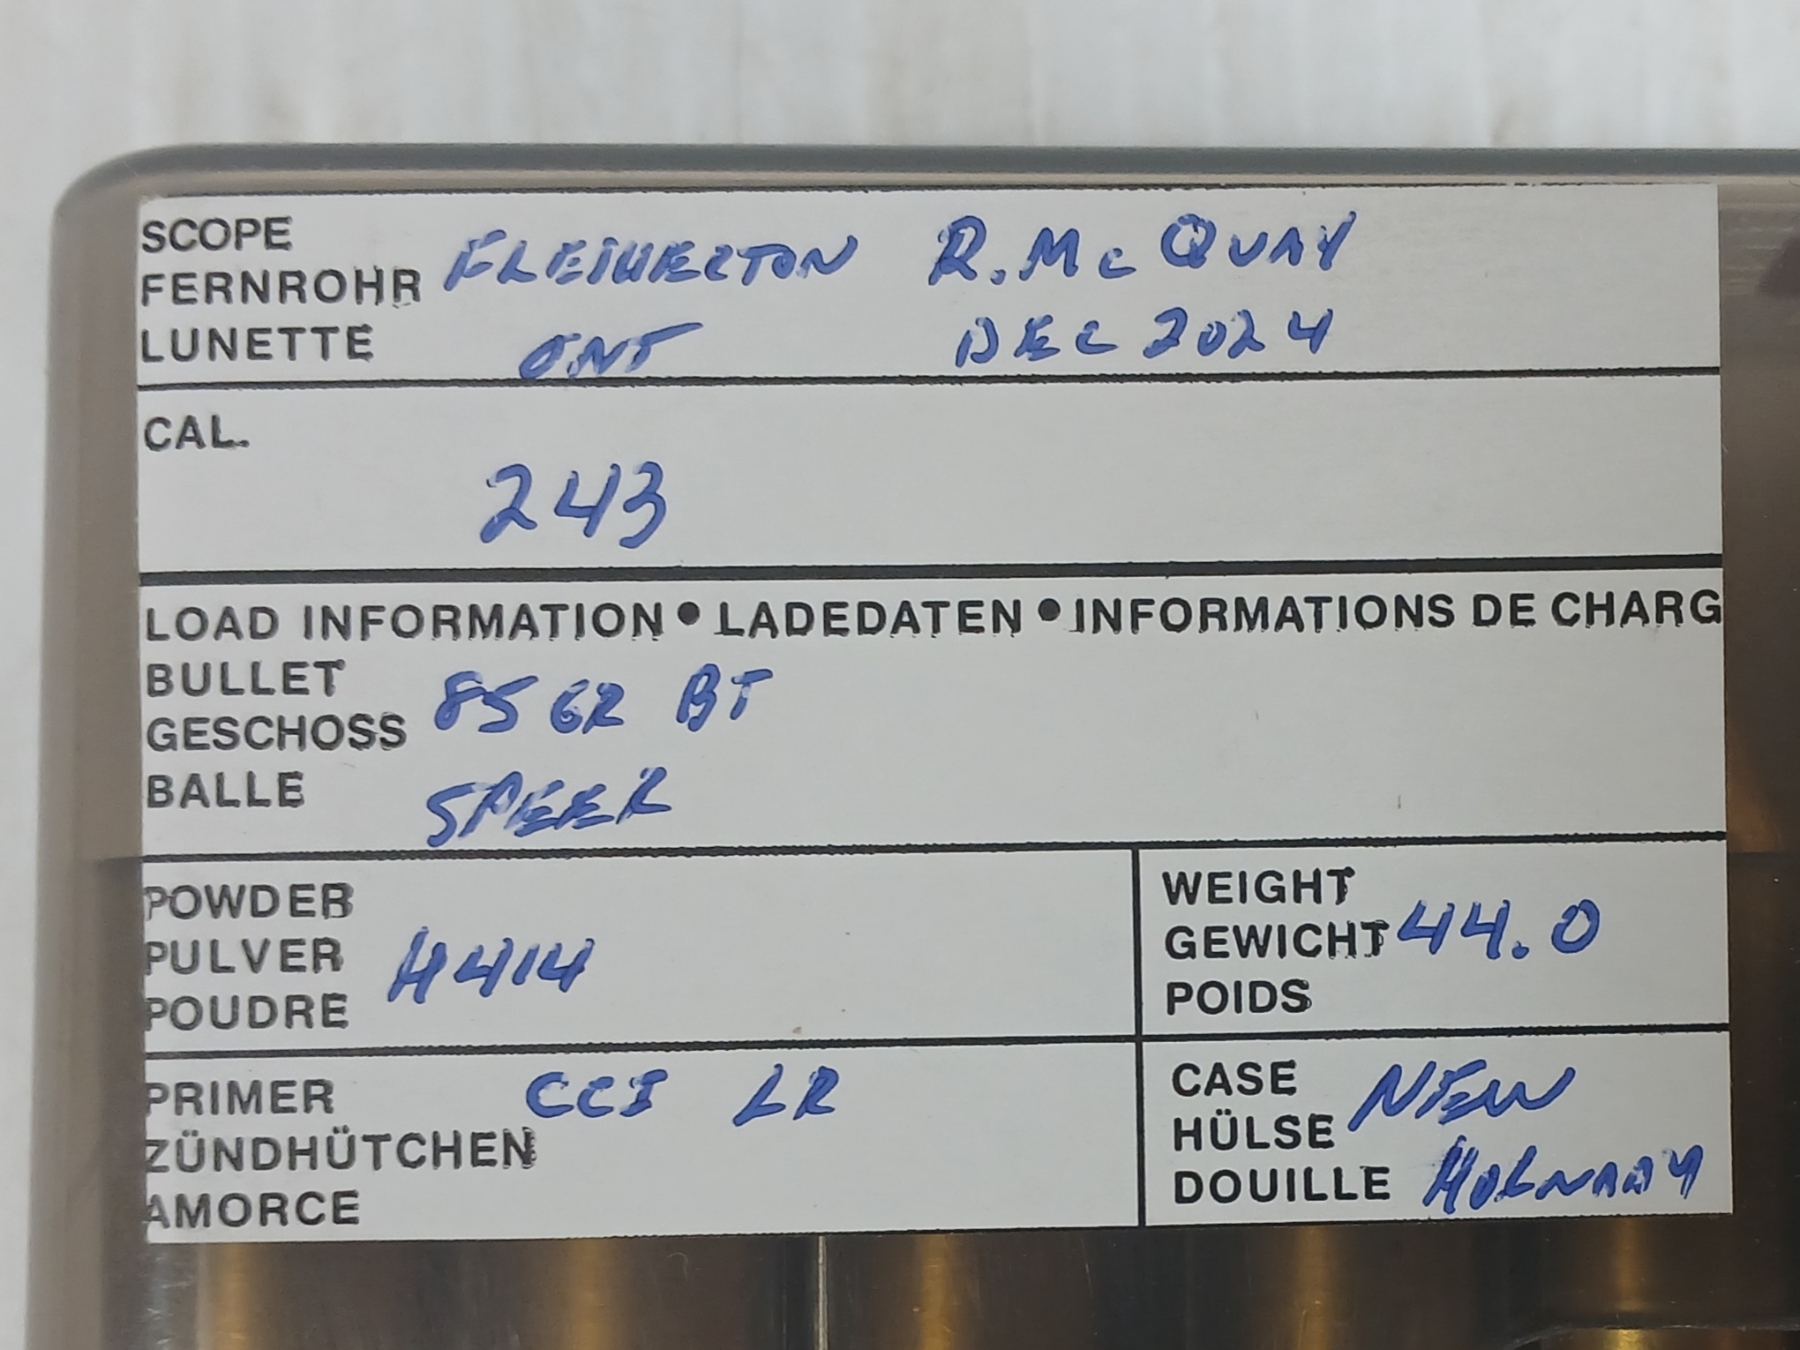 SCOPE
FERNROHR FLESHERTON R. McQUAY
LUNETTE ONT DEC 2024
CAL.
243
LOAD INFORMATION • LADEDATEN • INFORMATIONS DE CHARG
BULLET
GESCHOSS 85 GR BT
BALLE SPEER
POWDER
PULVER H414
POUDRE
WEIGHT
GEWICHT 44.0
POIDS
PRIMER CCI LR
ZÜNDHÜTCHEN
AMORCE
CASE
HÜLSE NEW
DOUILLE HORNADY